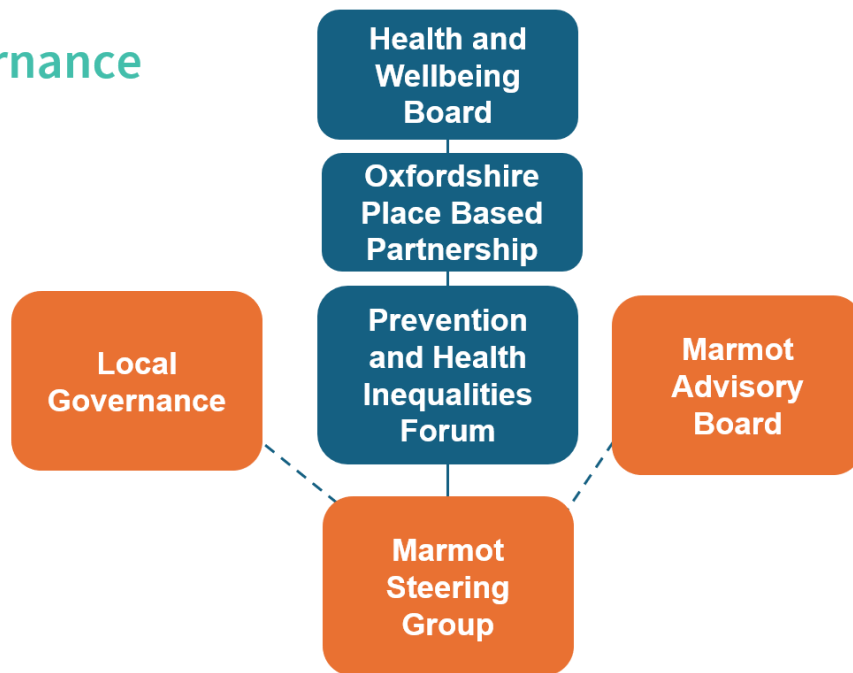 rnance
Health and
Wellbeing
Board
Oxfordshire
Place Based
Partnership
Prevention
and Health
Inequalities
Forum
Local
Governance
Marmot
Advisory
Board
Marmot
Steering
Group